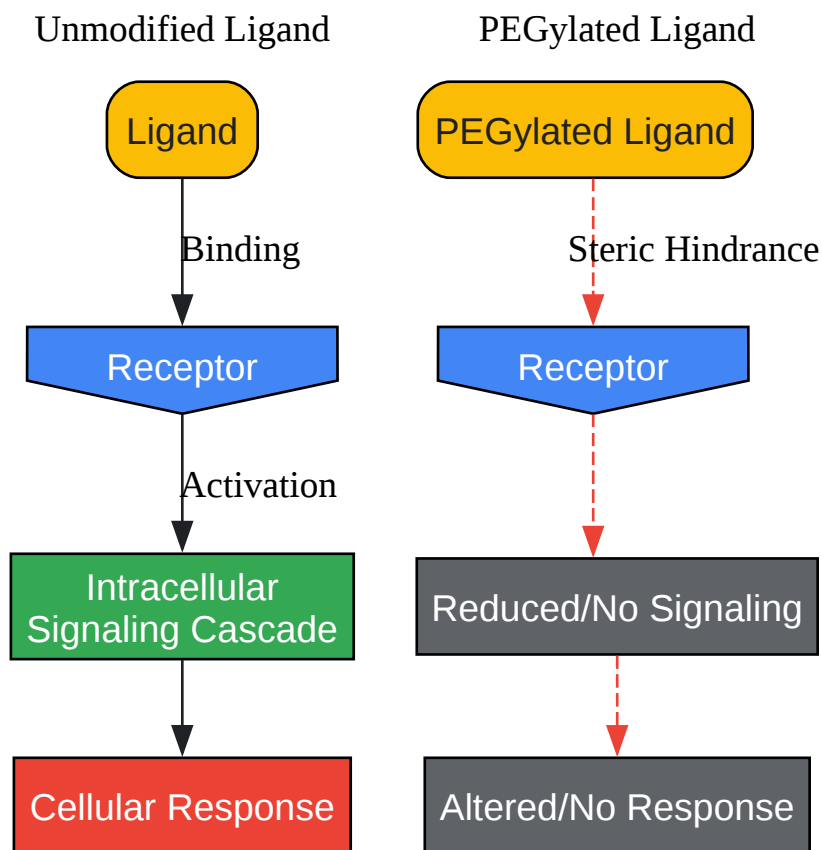 Unmodified Ligand
Ligand
Binding
Receptor
Activation
Intracellular
Signaling Cascade
Cellular Response
PEGylated Ligand
PEGylated Ligand
Steric Hindrance
Receptor
Reduced/No Signaling
Altered/No Response